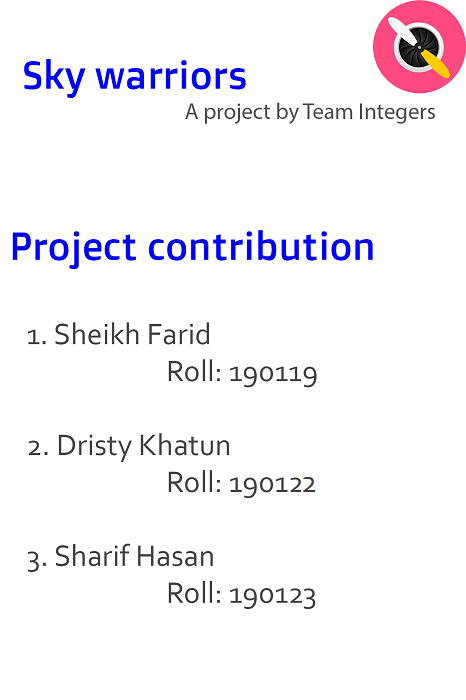 Sky warriors
A project by Team Integers
Project contribution
1. Sheikh Farid
Roll: 190119
2. Dristy Khatun
Roll: 190122
3. Sharif Hasan
Roll: 190123